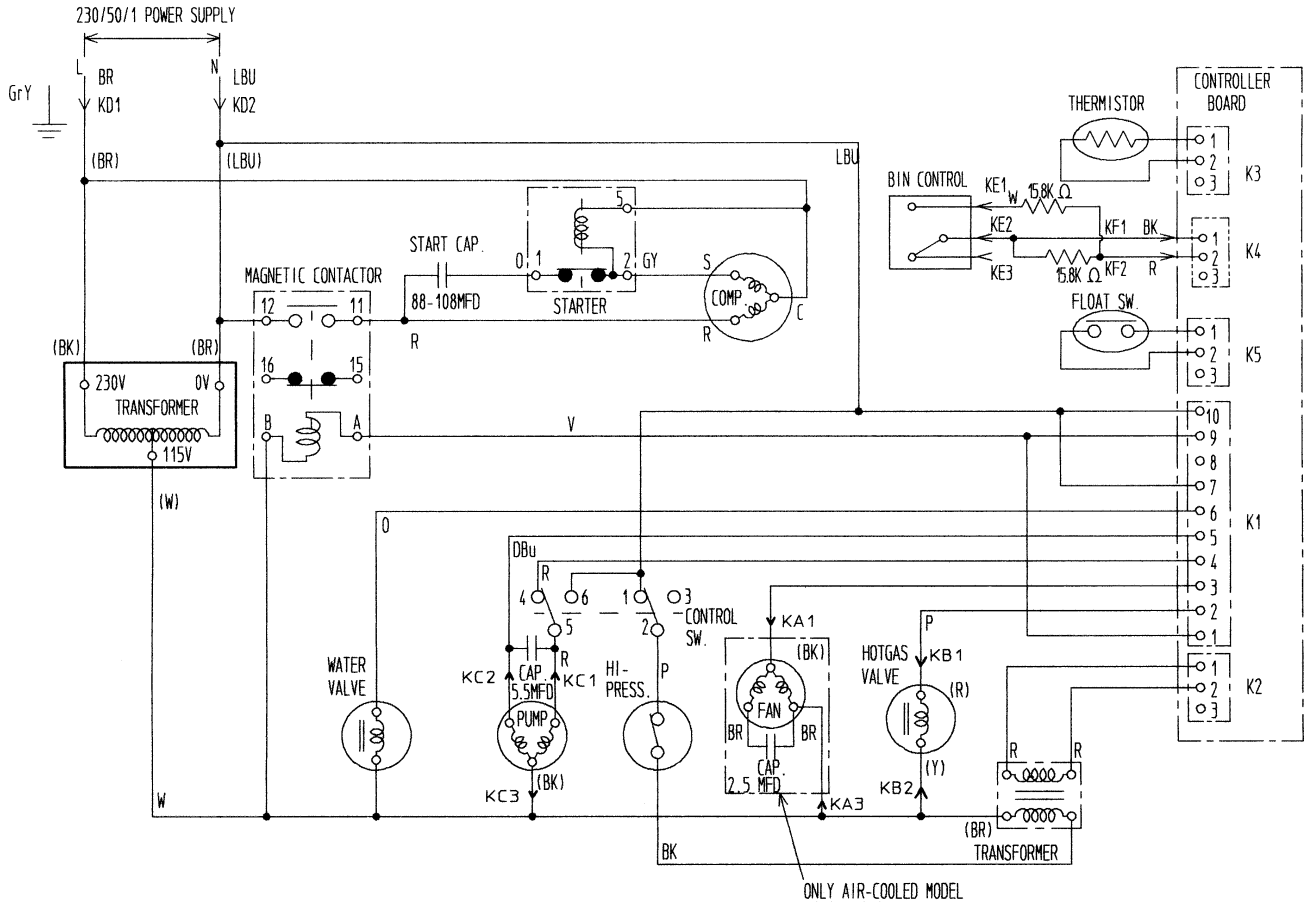 230/50/1 POWER SUPPLY
L BR N LBU
GrY KD1 KD2
(BR) (LBU) LBU
CONTROLLER
BOARD
THERMISTOR
1
2
3
K3
BIN CONTROL
KE1 W 15.8K Ω
KE2 KF1 BK
KE3 15.8K Ω KF2 R
1
2
3
K4
START CAP.
88-108MFD
5
0 1 2 GY
STARTER
S
COMP.
R C
FLOAT SW.
1
2
3
K5
MAGNETIC CONTACTOR
12 11
R
16 15
B A
V
(BK) (BR)
230V 0V
TRANSFORMER
115V
(W)
10
9
8
7
6
5
4
3
2
1
K1
O
DBu
R
4 6 1 3
5 2
CONTROL
SW.
KA1
P
KB1
WATER
VALVE
KC2 CAP. R KC1
5.5MFD
PUMP
(BK)
KC3
HI-
PRESS.
P
(BK)
FAN
BR BR
CAP.
2.5 MFD
KA3
HOTGAS
VALVE
(R)
(Y)
KB2
1
2
3
K2
R R
W
BK
(BR)
TRANSFORMER
ONLY AIR-COOLED MODEL